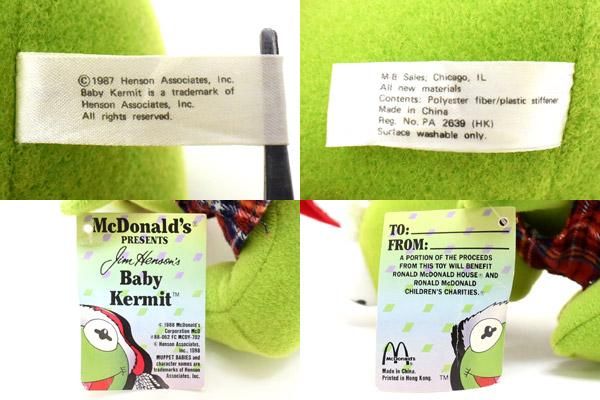 ©1987 Henson Associates, Inc.
Baby Kermit is a trademark of
Henson Associates, Inc.
All rights reserved.
M B Sales, Chicago, IL
All new materials
Contents: Polyester fiber/plastic stiffener
Made in China
Reg. No. PA 2639 (HK)
Surface washable only.
McDonald's®
PRESENTS
Jim Henson's
Baby
Kermit™
© 1988 McDonald's
Corporation McD
#88-062 FC MCDY-702
© Henson Associates,
Inc., 1988
MUPPET BABIES and
character names are
trademarks of Henson
Associates, Inc.
TO:
FROM:
A PORTION OF THE PROCEEDS
FROM THIS TOY WILL BENEFIT
RONALD McDONALD HOUSE® AND
RONALD McDONALD
CHILDREN'S CHARITIES.®
McDonald's®
Made in China.
Printed in Hong Kong. ™